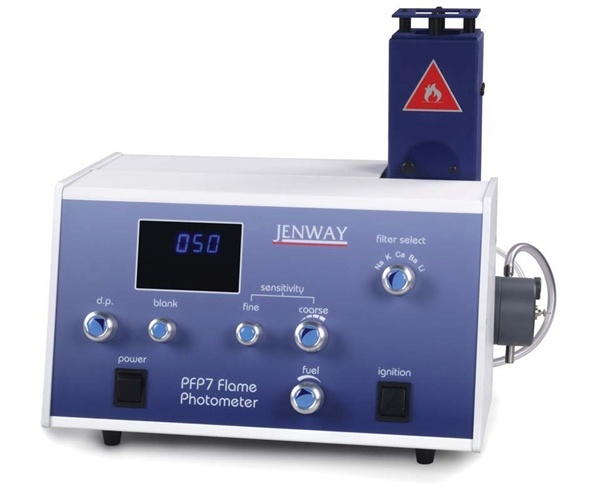 050
JENWAY
filter select
Na K Ca Ba Li
sensitivity
d.p.
blank
fine
coarse
power
fuel
ignition
PFP7 Flame
Photometer